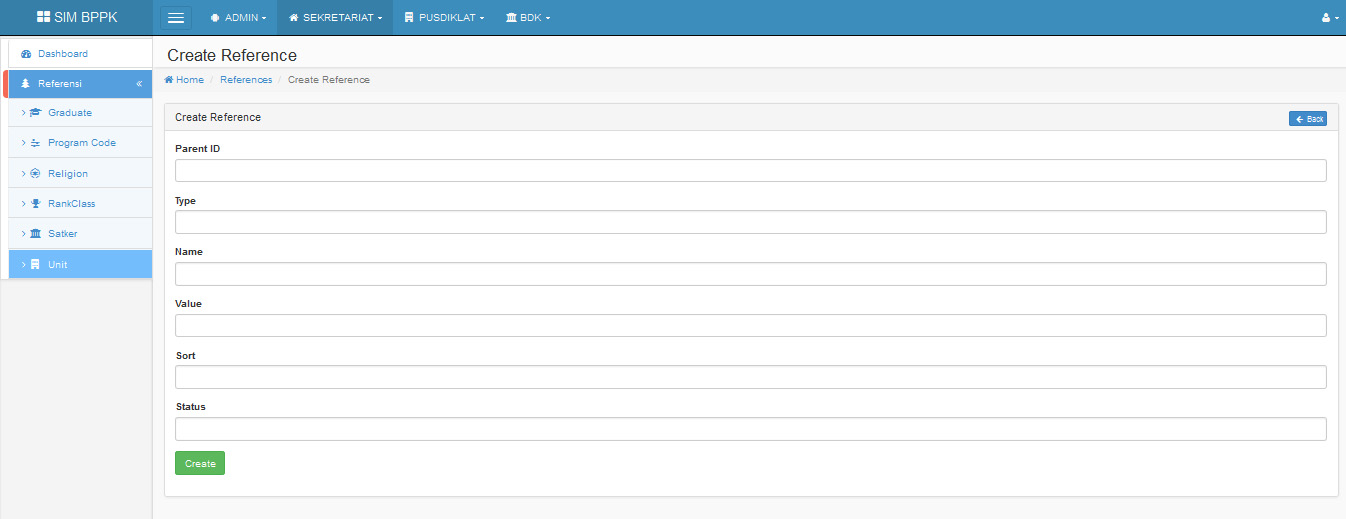 SIM BPPK
ADMIN SEKRETARIAT PUSDIKLAT BDK
Dashboard
Referensi
Graduate
Program Code
Religion
RankClass
Satker
Unit
Create Reference
Home / References / Create Reference
Create Reference
Back
Parent ID
Type
Name
Value
Sort
Status
Create